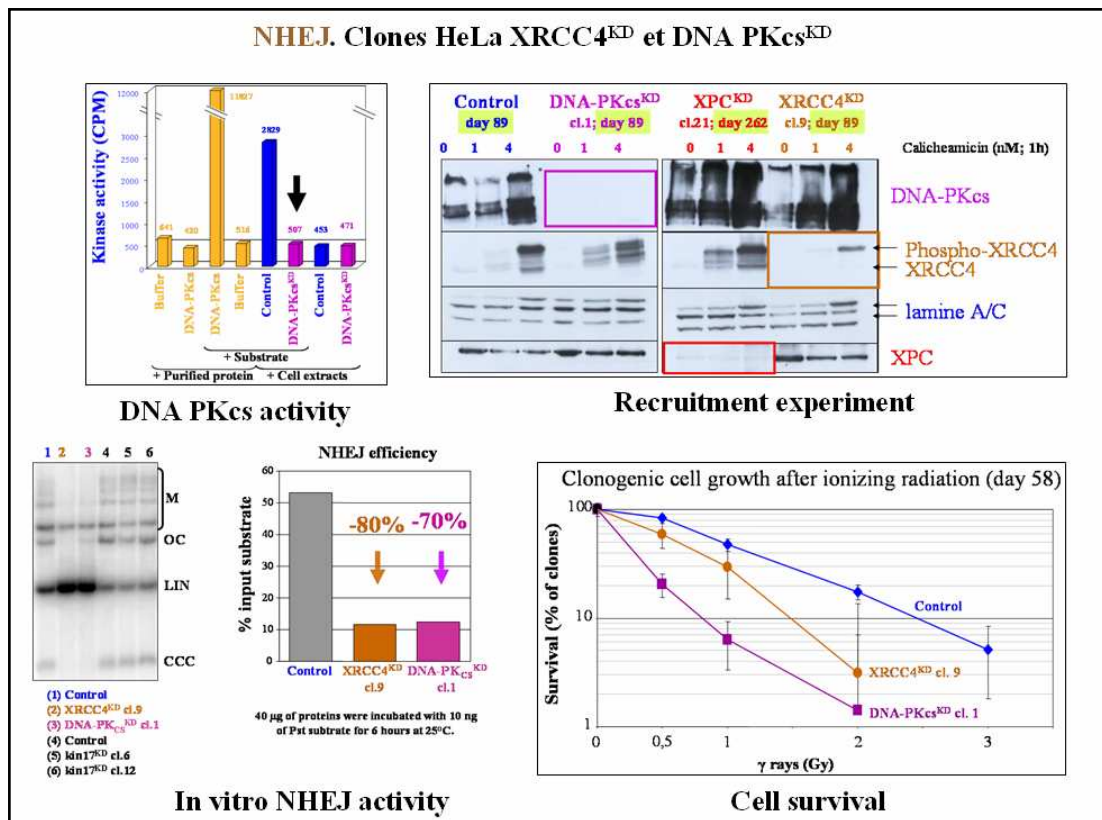 NHEJ. Clones HeLa XRCC4KD et DNA PKcsKD
Kinase activity (CPM)
12000
3000
2500
2000
1500
1000
500
0
641
430
11827
516
2829
507
453
471
Buffer
DNA-PKcs
DNA-PKcs
Buffer
Control
DNA-PKcsKD
Control
DNA-PKcsKD
+ Substrate
+ Purified protein + Cell extracts
DNA PKcs activity
Control DNA-PKcsKD XPCKD XRCC4KD
day 89 cl.1; day 89 cl.21; day 262 cl.9; day 89
0 1 4 0 1 4 0 1 4 0 1 4 Calicheamicin (nM; 1h)
DNA-PKcs
Phospho-XRCC4
XRCC4
lamine A/C
XPC
Recruitment experiment
1 2 3 4 5 6
M
OC
LIN
CCC
(1) Control
(2) XRCC4KD cl.9
(3) DNA-PKCSKD cl.1
(4) Control
(5) kin17KD cl.6
(6) kin17KD cl.12
NHEJ efficiency
% input substrate
60
50
40
30
20
10
0
-80% -70%
Control XRCC4KD DNA-PKCSKD
cl.9 cl.1
40 µg of proteins were incubated with 10 ng
of Pst subtrate for 6 hours at 25ºC.
In vitro NHEJ activity
Clonogenic cell growth after ionizing radiation (day 58)
Survival (% of clones)
100
10
1
Control
XRCC4KD cl. 9
DNA-PKcsKD cl. 1
0 0,5 1 2 3
γ rays (Gy)
Cell survival